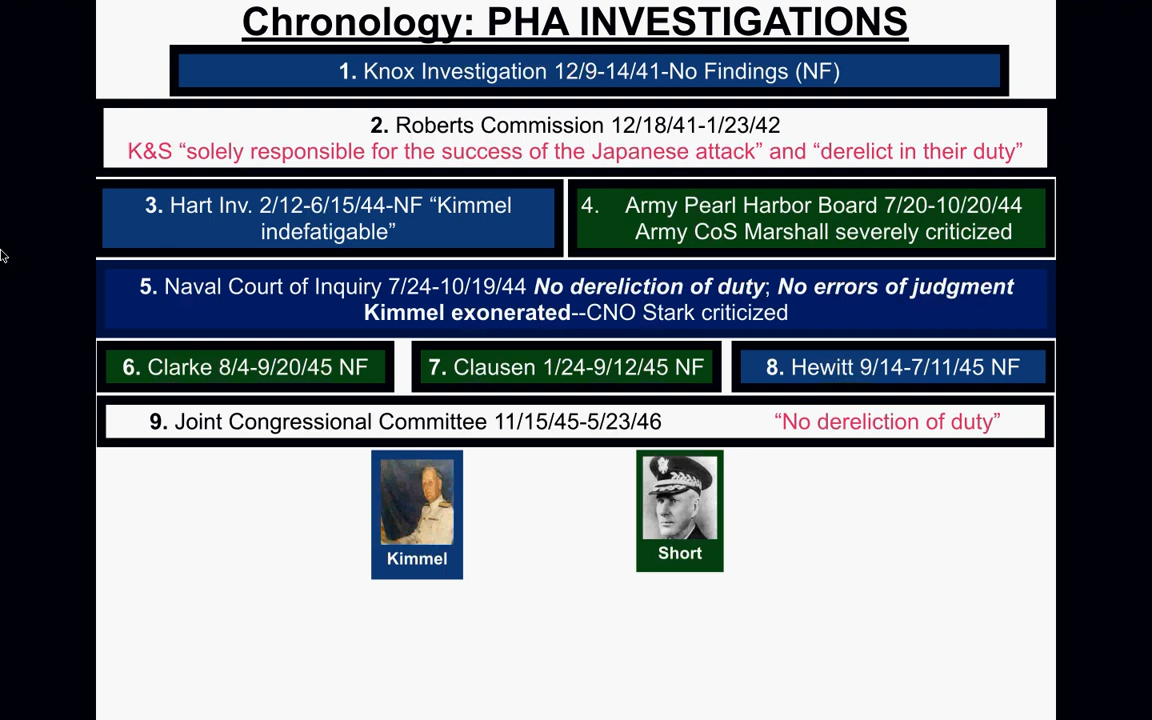 Chronology: PHA INVESTIGATIONS
1. Knox Investigation 12/9-14/41-No Findings (NF)
2. Roberts Commission 12/18/41-1/23/42
K&S “solely responsible for the success of the Japanese attack” and “derelict in their duty”
3. Hart Inv. 2/12-6/15/44-NF “Kimmel
indefatigable”
4. Army Pearl Harbor Board 7/20-10/20/44
Army CoS Marshall severely criticized
5. Naval Court of Inquiry 7/24-10/19/44 No dereliction of duty; No errors of judgment
Kimmel exonerated--CNO Stark criticized
6. Clarke 8/4-9/20/45 NF
7. Clausen 1/24-9/12/45 NF
8. Hewitt 9/14-7/11/45 NF
9. Joint Congressional Committee 11/15/45-5/23/46 “No dereliction of duty”
Kimmel
Short